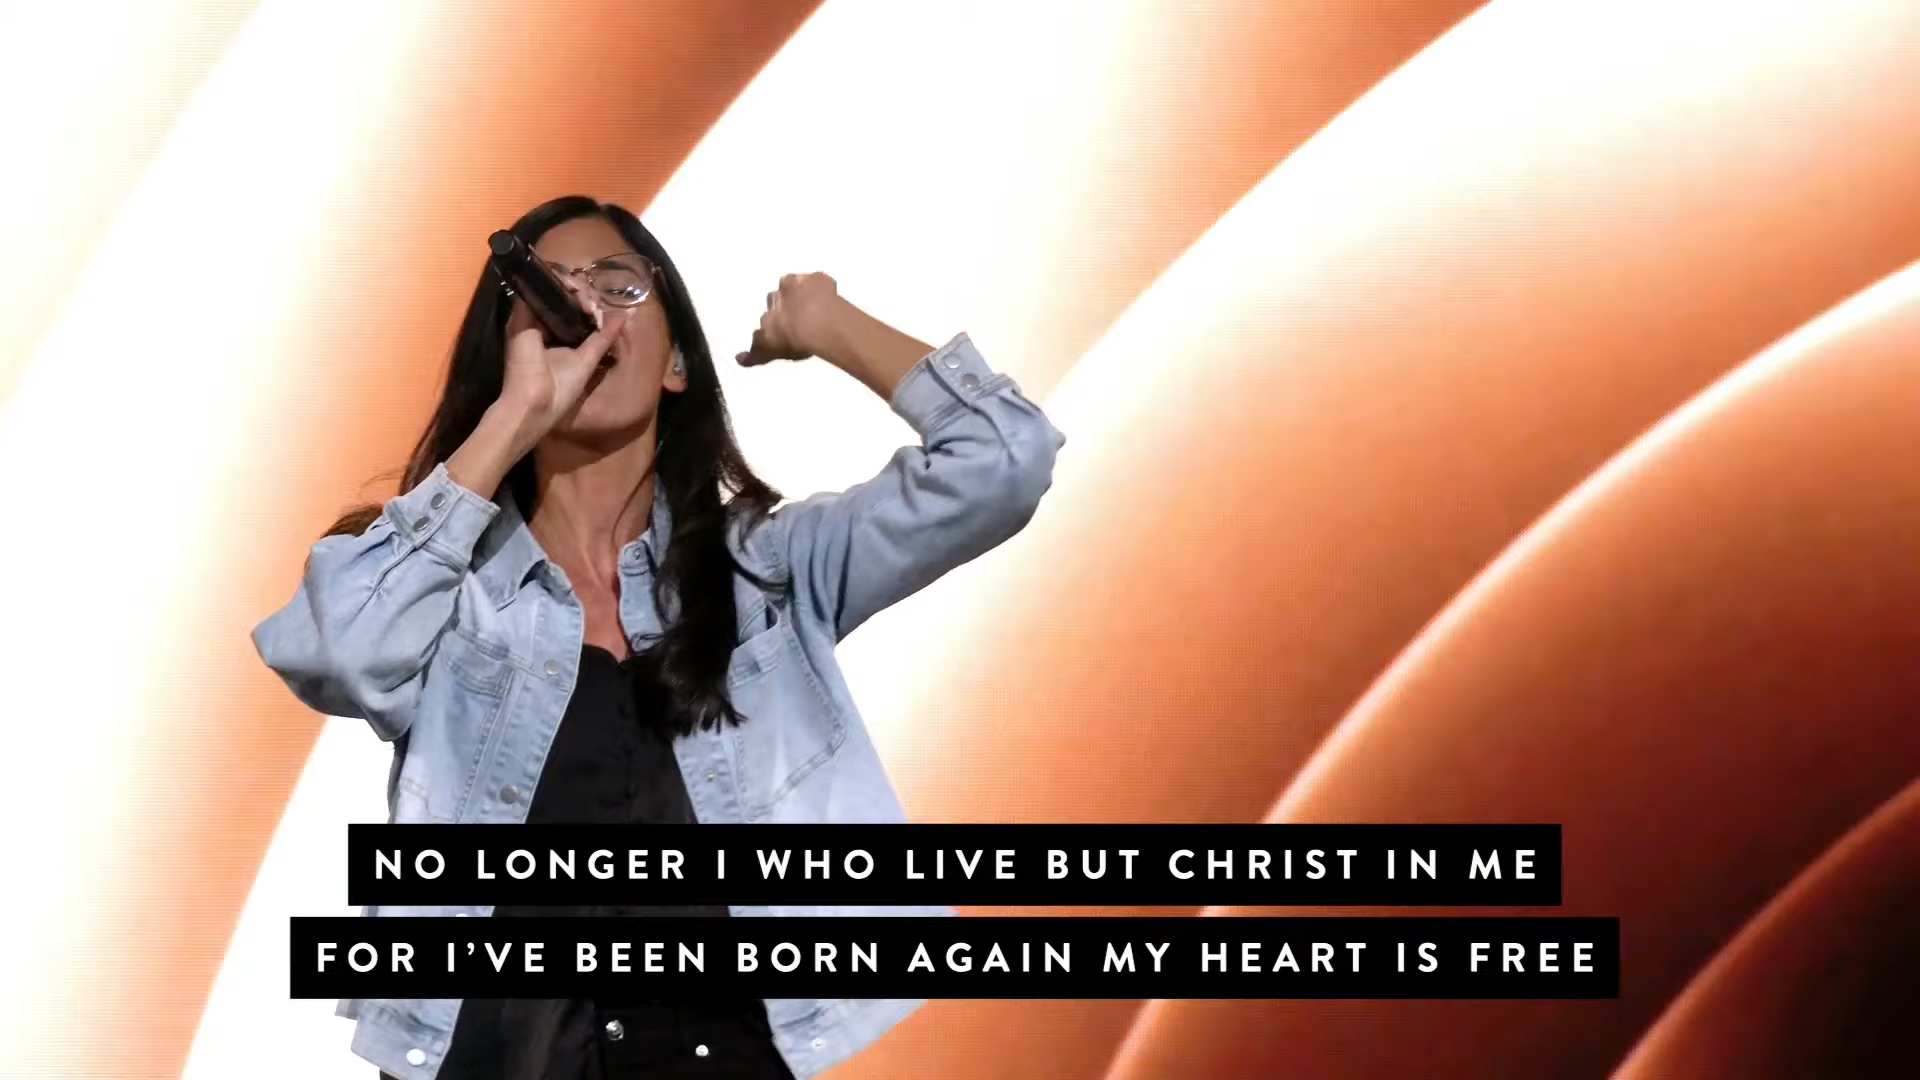 NO LONGER I WHO LIVE BUT CHRIST IN ME
FOR I’VE BEEN BORN AGAIN MY HEART IS FREE